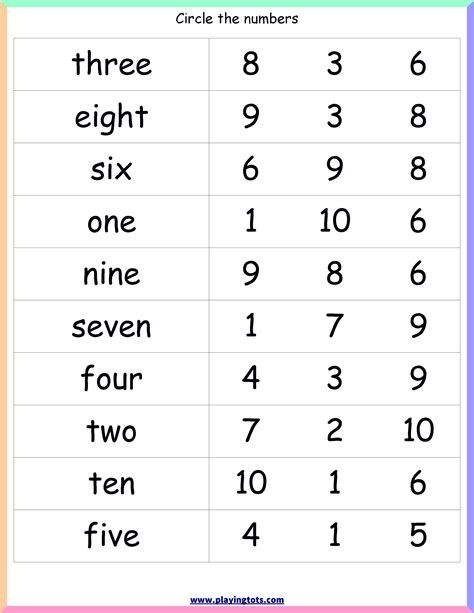 Circle the numbers
three 8 3 6
eight 9 3 8
six 6 9 8
one 1 10 6
nine 9 8 6
seven 1 7 9
four 4 3 9
two 7 2 10
ten 10 1 6
five 4 1 5
www.playingtots.com